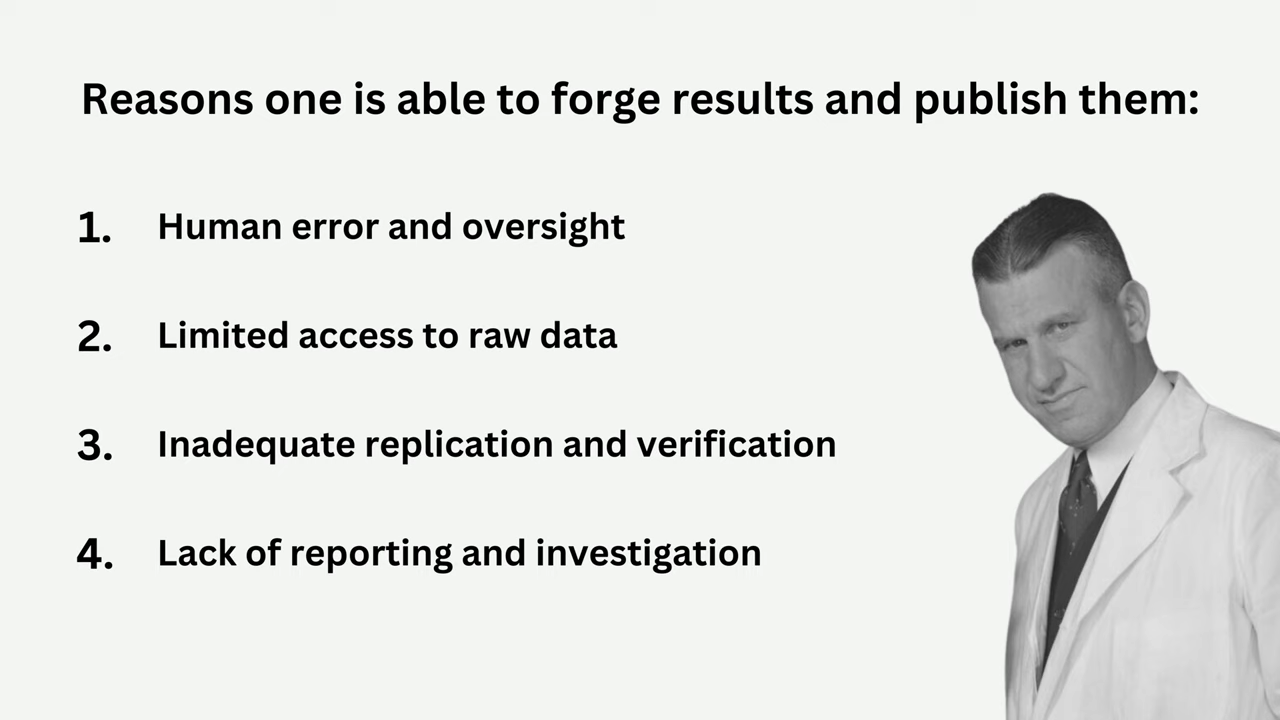 Reasons one is able to forge results and publish them:
1. Human error and oversight
2. Limited access to raw data
3. Inadequate replication and verification
4. Lack of reporting and investigation